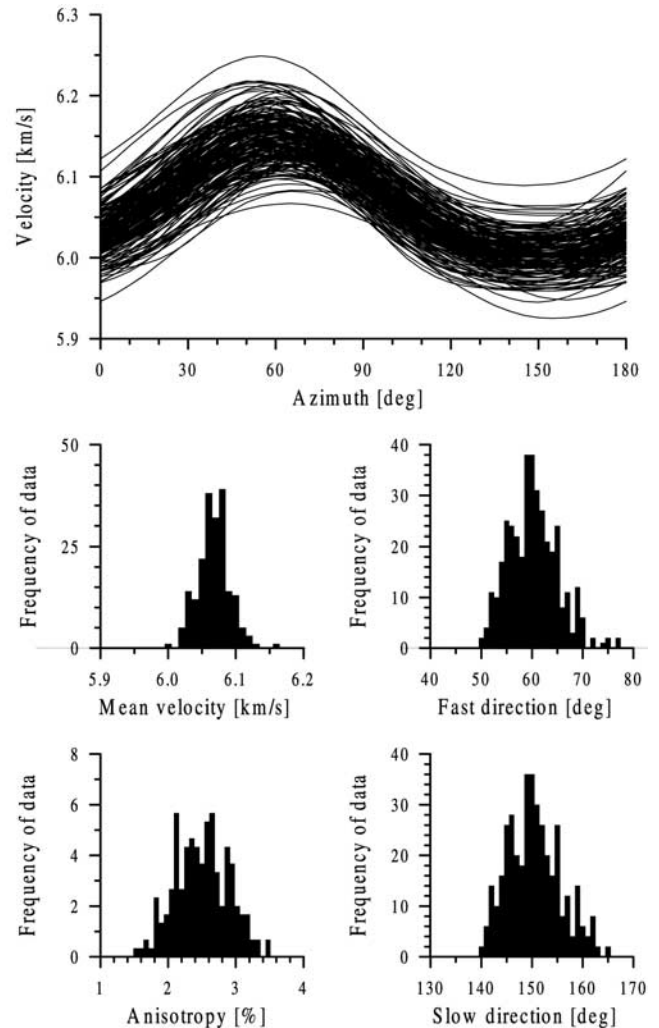 6.3
6.2
6.1
6.0
5.9
Velocity [km/s]
0 30 60 90 120 150 180
Azimuth [deg]
50
25
0
Frequency of data
5.9 6.0 6.1 6.2
Mean velocity [km/s]
40
30
20
10
0
Frequency of data
40 50 60 70 80
Fast direction [deg]
8
6
4
2
0
Frequency of data
1 2 3 4
Anisotropy [%]
40
30
20
10
0
Frequency of data
130 140 150 160 170
Slow direction [deg]